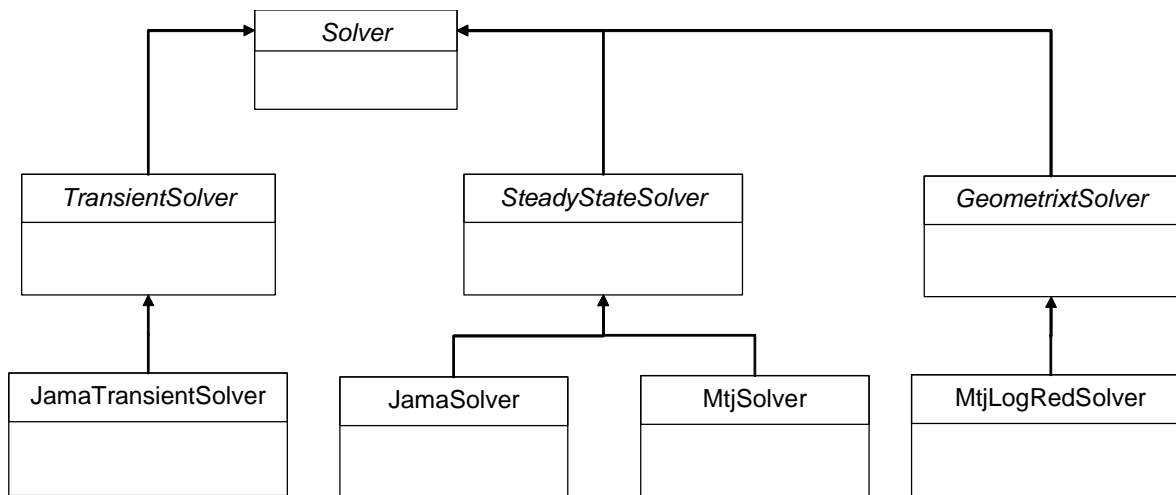 Solver
TransientSolver
SteadyStateSolver
GeometrixtSolver
JamaTransientSolver
JamaSolver
MtjSolver
MtjLogRedSolver